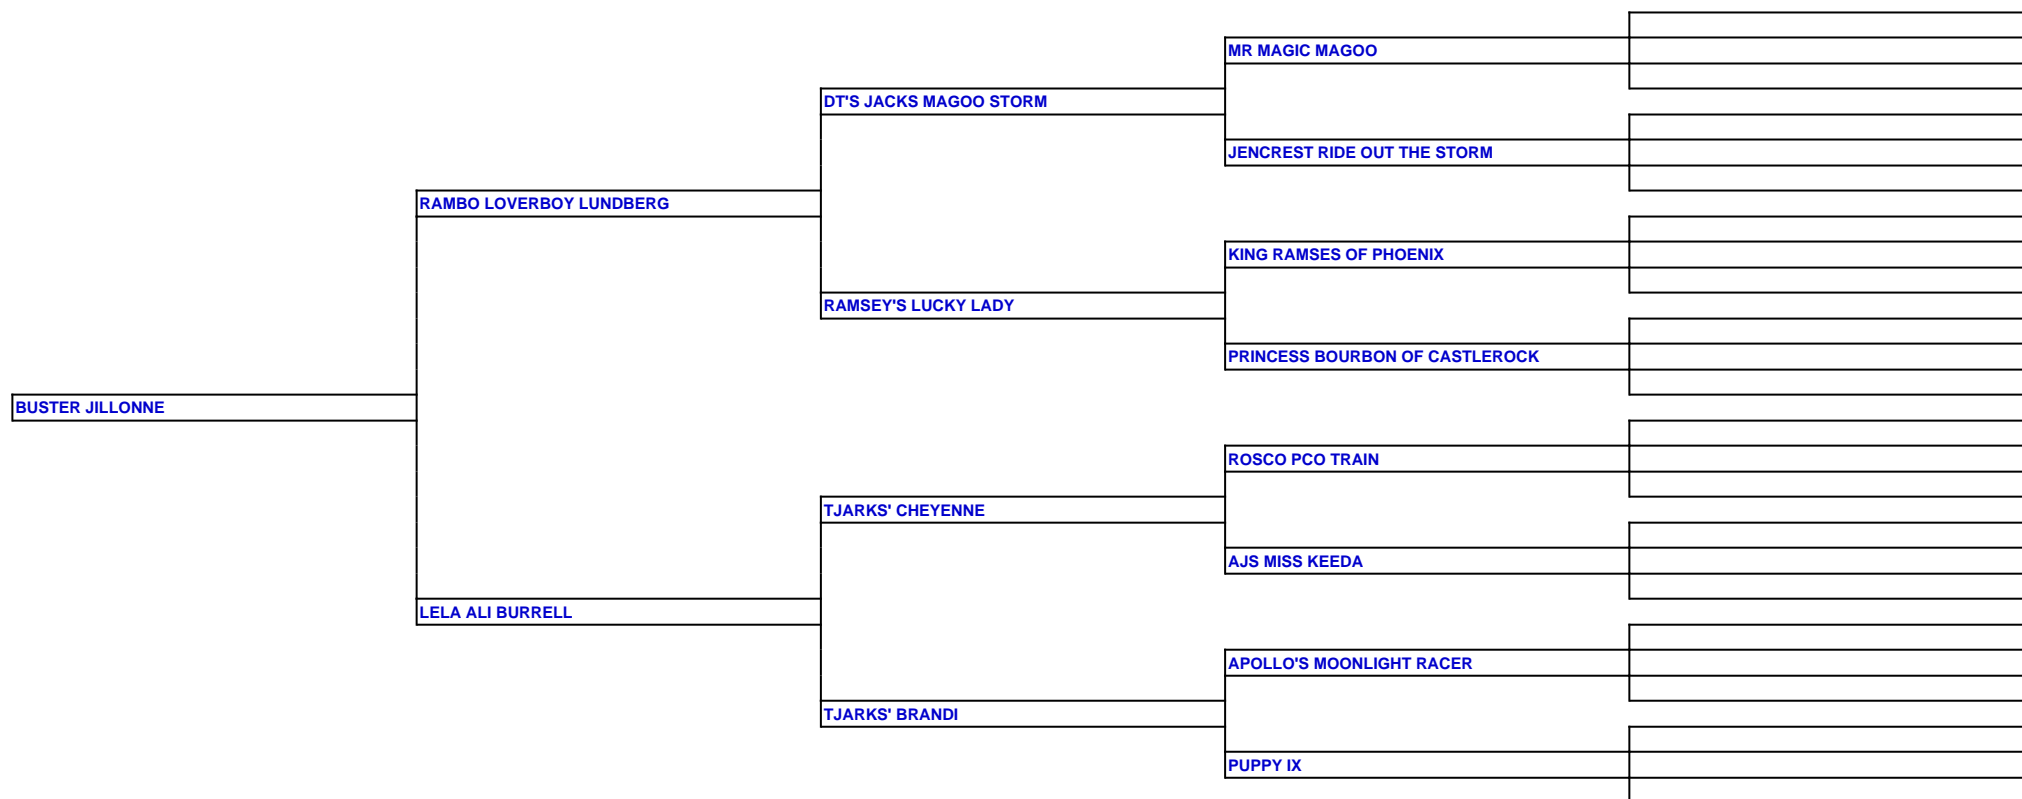 MR MAGIC MAGOO
DT'S JACKS MAGOO STORM
JENCREST RIDE OUT THE STORM
RAMBO LOVERBOY LUNDBERG
KING RAMSES OF PHOENIX
RAMSEY'S LUCKY LADY
PRINCESS BOURBON OF CASTLEROCK
BUSTER JILLONNE
ROSCO PCO TRAIN
TJARKS' CHEYENNE
AJS MISS KEEDA
LELA ALI BURRELL
APOLLO'S MOONLIGHT RACER
TJARKS' BRANDI
PUPPY IX